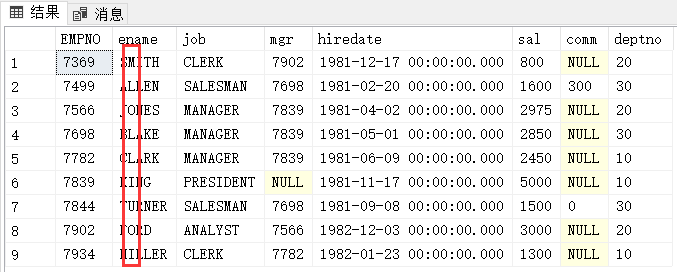 结果 消息
EMPNO ename job mgr hiredate sal comm deptno
1 7369 SMITH CLERK 7902 1981-12-17 00:00:00.000 800 NULL 20
2 7499 ALLEN SALESMAN 7698 1981-02-20 00:00:00.000 1600 300 30
3 7566 JONES MANAGER 7839 1981-04-02 00:00:00.000 2975 NULL 20
4 7698 BLAKE MANAGER 7839 1981-05-01 00:00:00.000 2850 NULL 30
5 7782 CLARK MANAGER 7839 1981-06-09 00:00:00.000 2450 NULL 10
6 7839 KING PRESIDENT NULL 1981-11-17 00:00:00.000 5000 NULL 10
7 7844 TURNER SALESMAN 7698 1981-09-08 00:00:00.000 1500 0 30
8 7902 FORD ANALYST 7566 1982-12-03 00:00:00.000 3000 NULL 20
9 7934 MILLER CLERK 7782 1982-01-23 00:00:00.000 1300 NULL 10